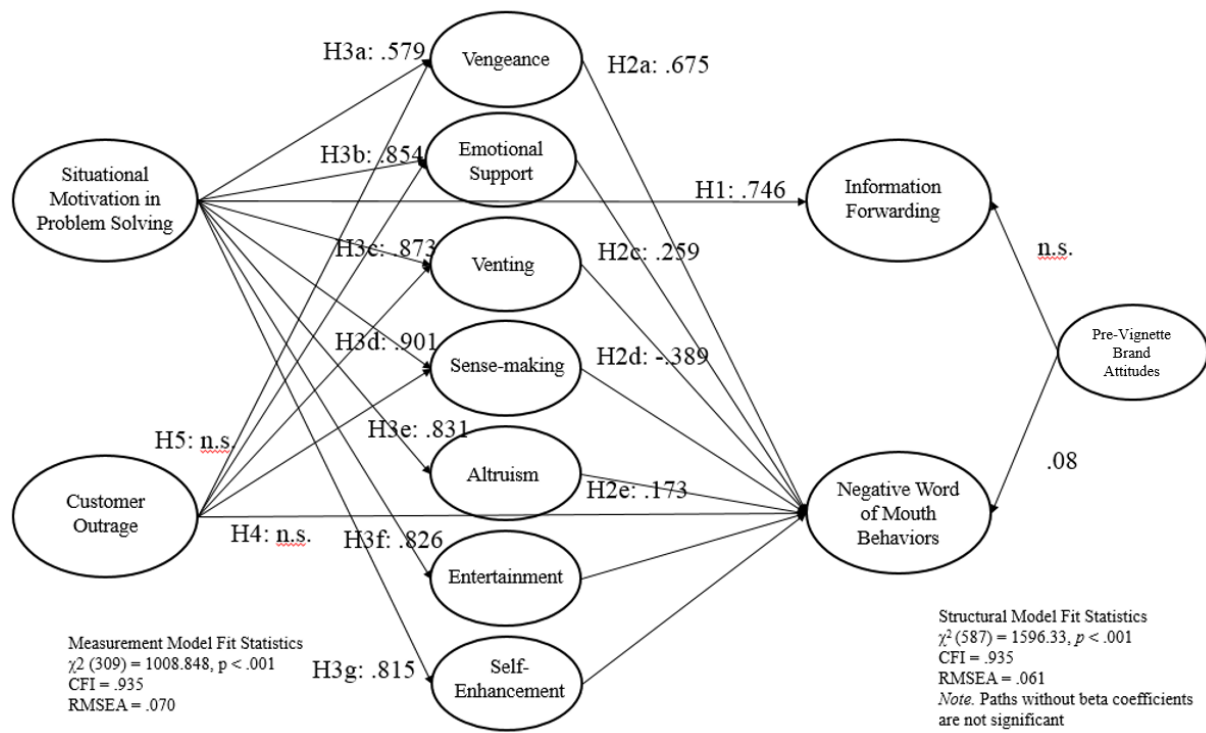 H3a: .579
Vengeance
H2a: .675
H3b: .854
Emotional
Support
Situational
Motivation in
Problem Solving
H1: .746
Information
Forwarding
H3c: .873
Venting
H2c: .259
n.s.
H3d: .901
Sense-making
H2d: -.389
Pre-Vignette
Brand
Attitudes
H5: n.s.
H3e: .831
Altruism
H2e: .173
.08
Customer
Outrage
Negative Word
of Mouth
Behaviors
H4: n.s.
H3f: .826
Entertainment
H3g: .815
Self-
Enhancement
Measurement Model Fit Statistics
χ2 (309) = 1008.848, p < .001
CFI = .935
RMSEA = .070
Structural Model Fit Statistics
χ² (587) = 1596.33, p < .001
CFI = .935
RMSEA = .061
Note. Paths without beta coefficients
are not significant